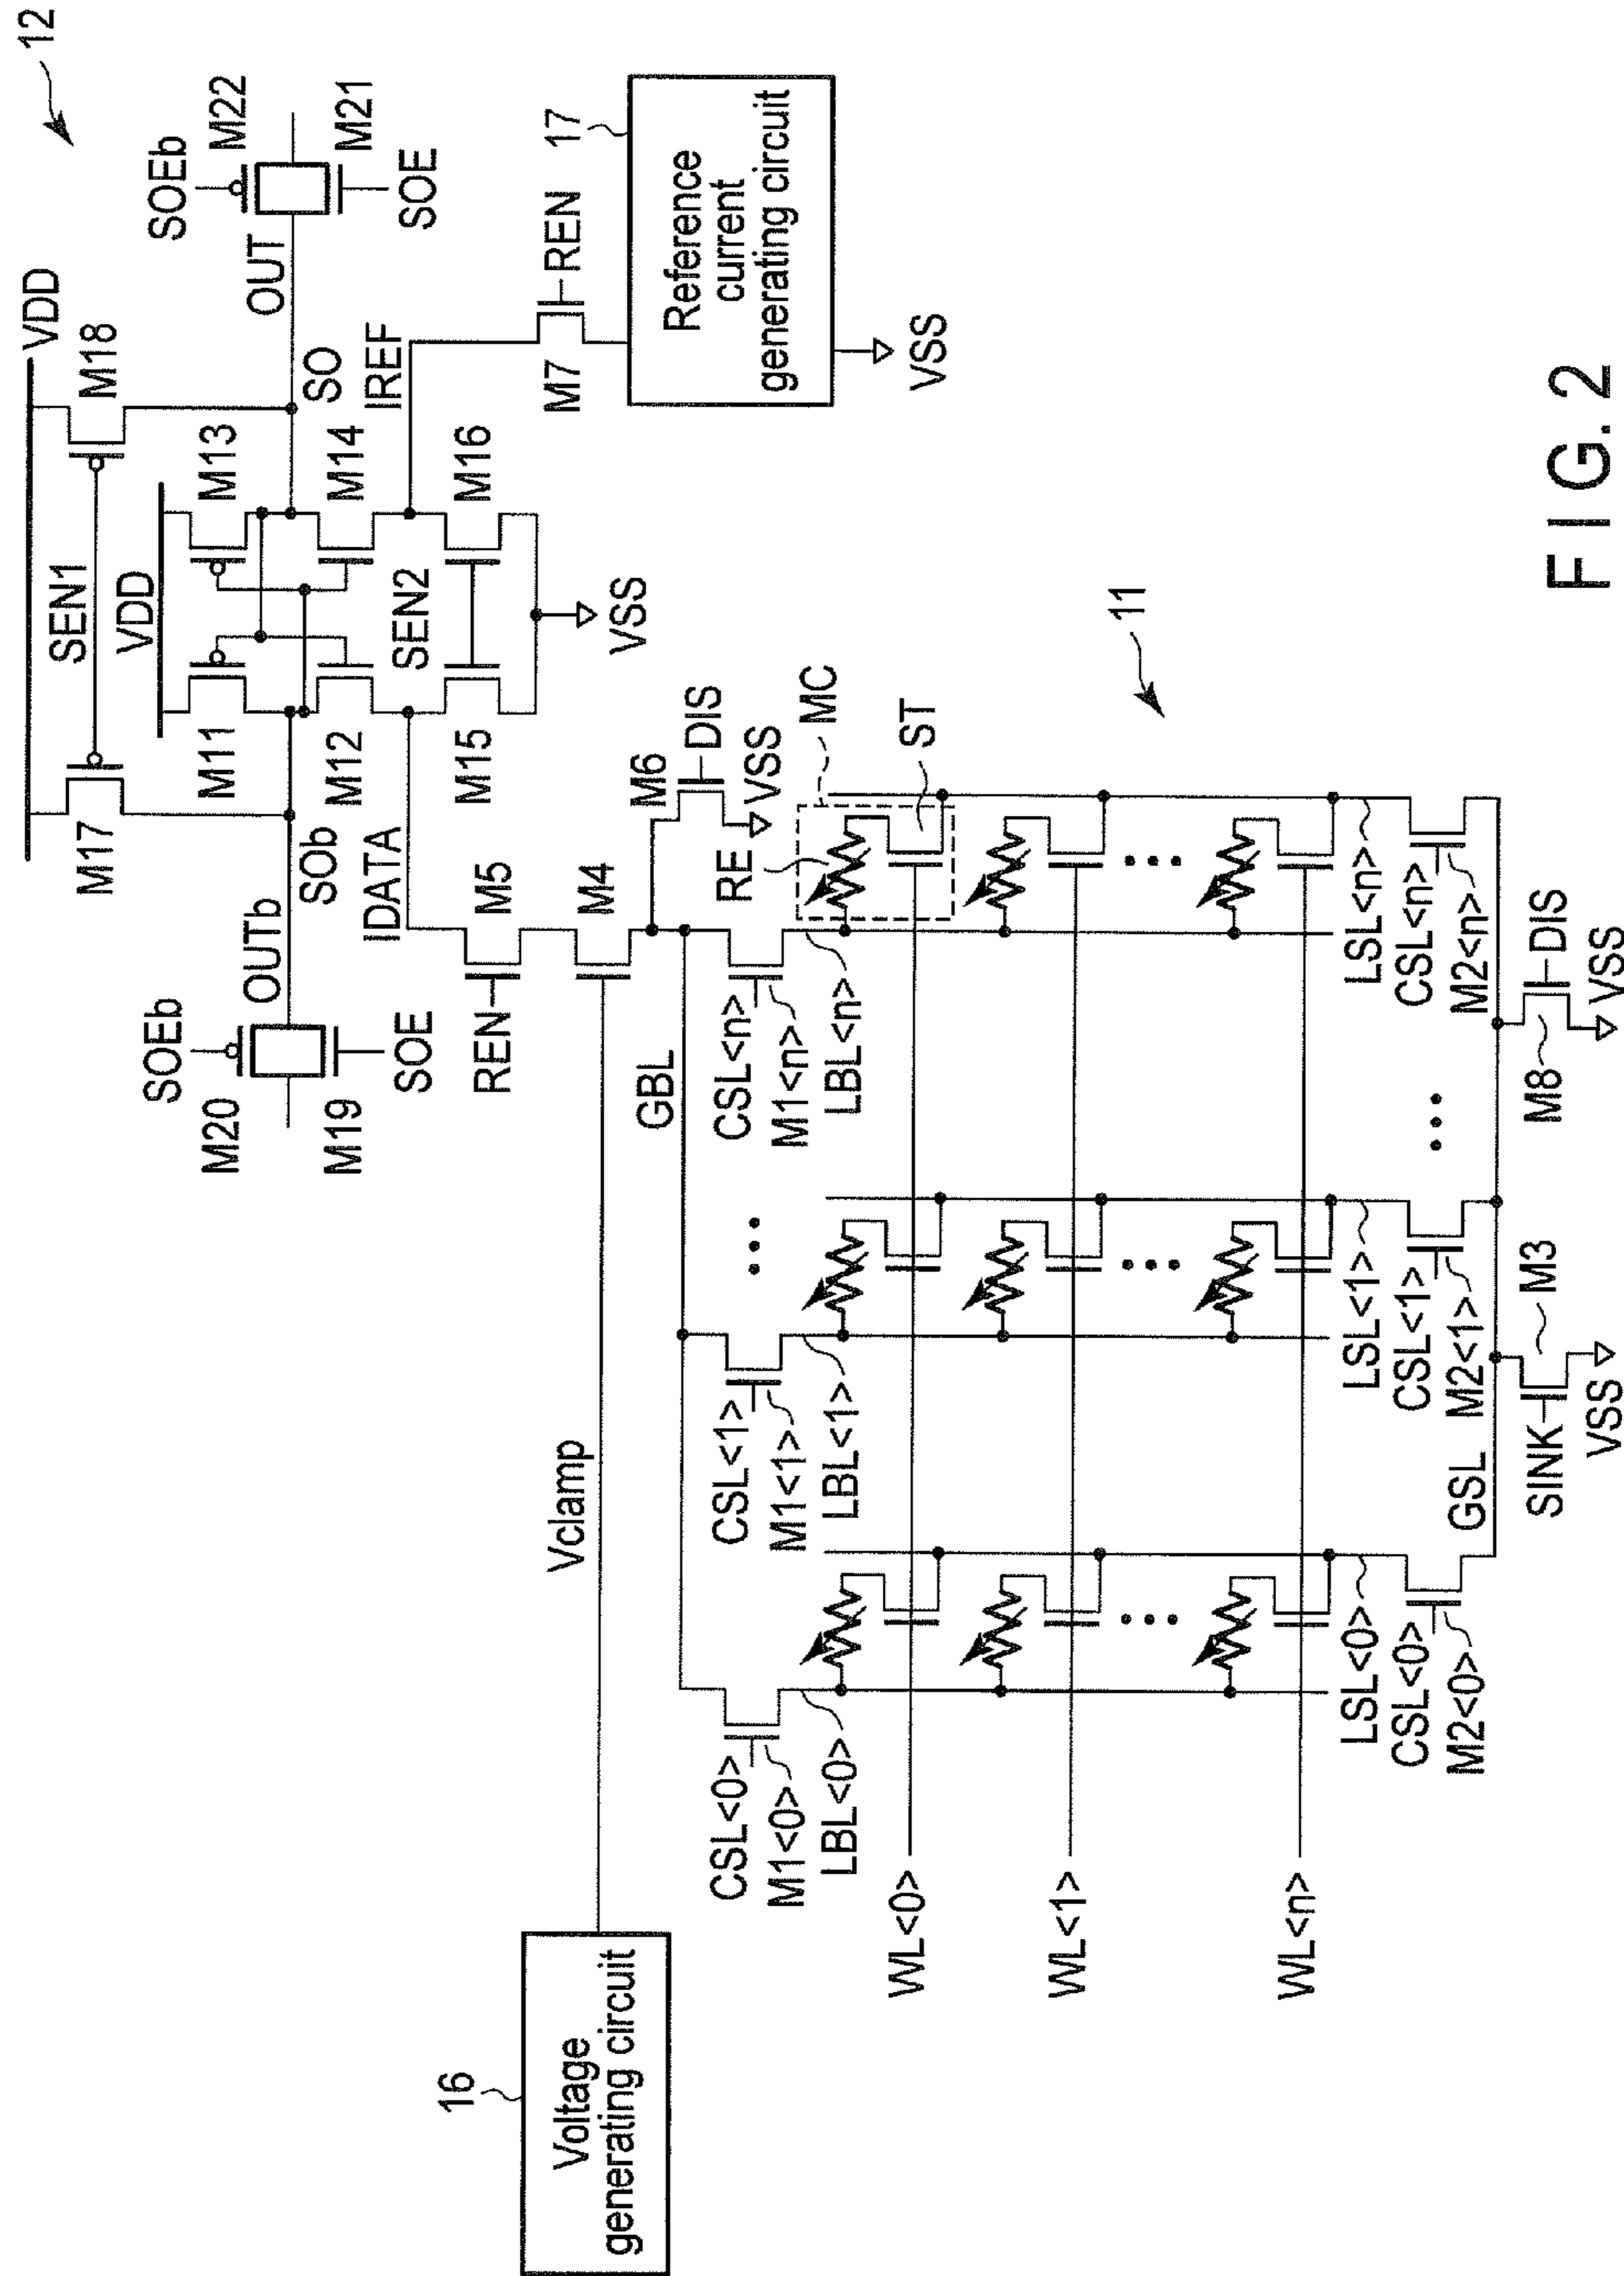 12
VDD
SEN1
M17
M18
VDD
M11
M13
SOEb
M20
M19
SOE
OUTb
SOb
M12
M14
SO
OUT
SOEb
M22
M21
SOE
IDATA
SEN2
IREF
M15
M16
VSS
REN
M5
M4
M7
REN
17
Reference
current
generating circuit
VSS
16
Voltage
generating circuit
Vclamp
GBL
M6
DIS
VSS
CSL<0>
M1<0>
LBL<0>
CSL<1>
M1<1>
LBL<1>
CSL<n>
M1<n>
LBL<n>
RE
MC
ST
11
WL<0>
WL<1>
WL<n>
LSL<0>
CSL<0>
M2<0>
LSL<1>
CSL<1>
M2<1>
LSL<n>
CSL<n>
M2<n>
GSL
SINK
M3
VSS
M8
DIS
VSS
FIG. 2